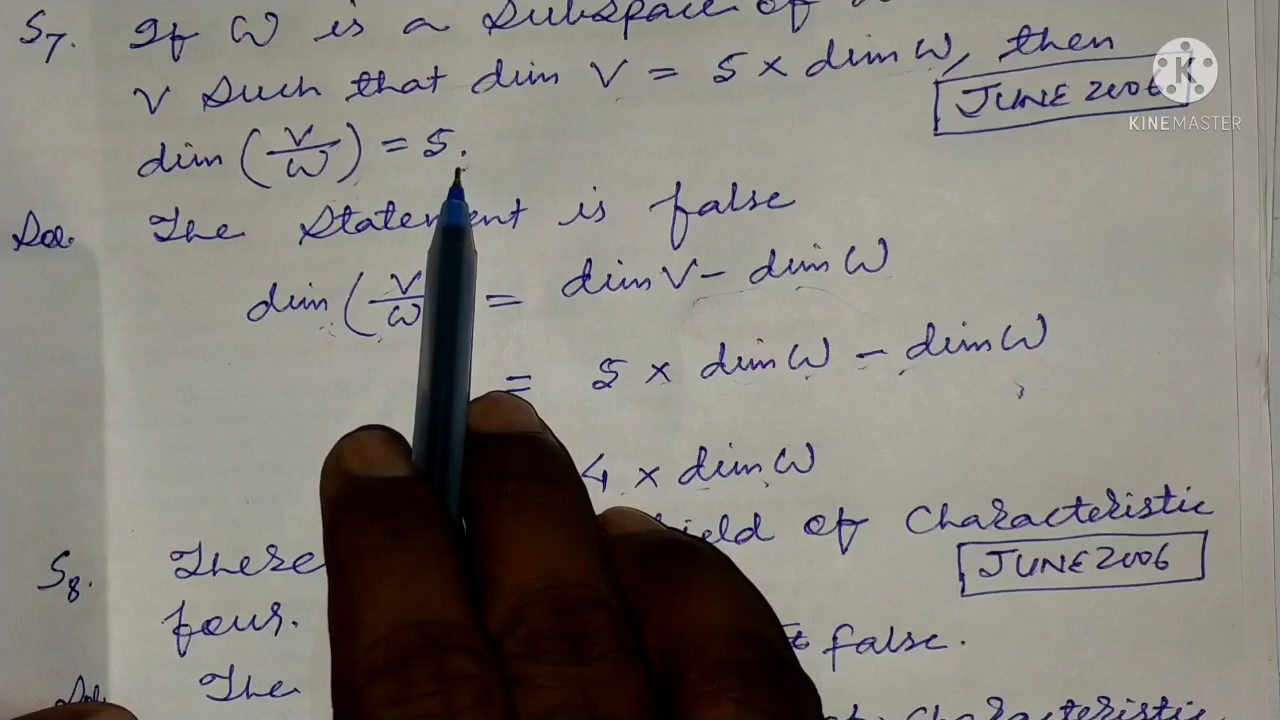 S7. If W is a Subspace of
V such that dim V = 5 × dim W, then
JUNE 2006
KINEMASTER
dim (V/W) = 5.
Sol. The Statement is false
dim (V/W = dim V - dim W
= 5 × dim W - dim W
4 × dim W
S8. There field of Characteristic
JUNE 2006
four.
false.
Sol. The
Characteristic